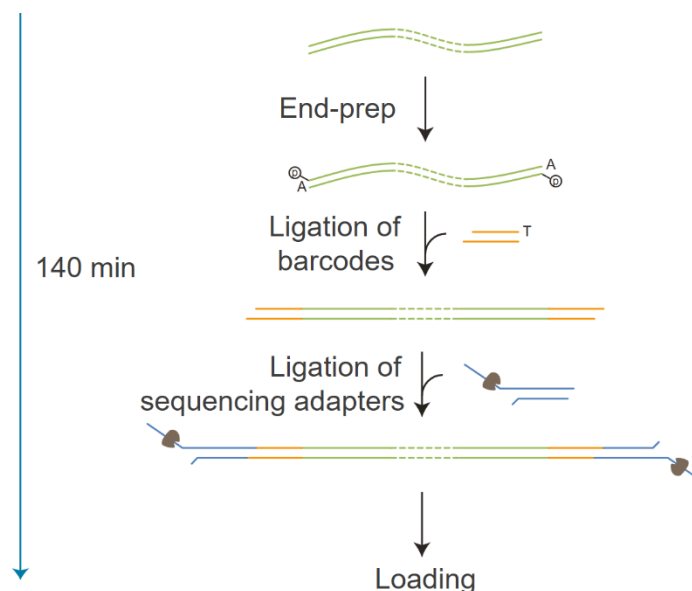 End-prep
p
A
A
p
Ligation of
barcodes
T
140 min
Ligation of
sequencing adapters
Loading